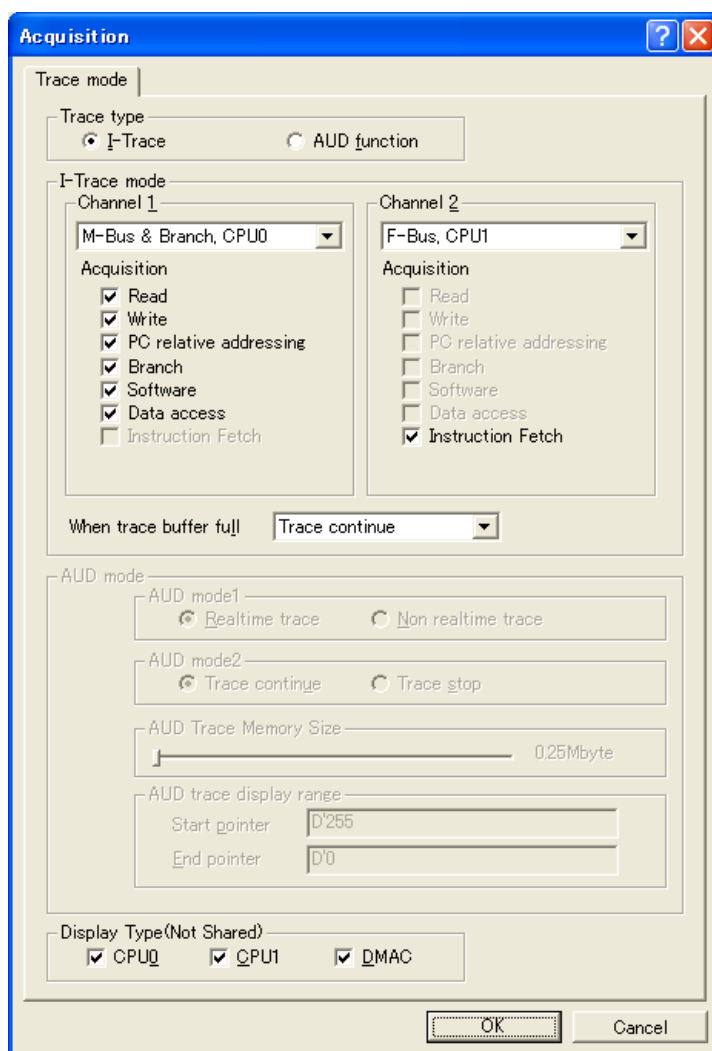 Acquisition
Trace mode
Trace type
I-Trace
AUD function
I-Trace mode
Channel 1
M-Bus & Branch, CPU0
Acquisition
Read
Write
PC relative addressing
Branch
Software
Data access
Instruction Fetch
Channel 2
F-Bus, CPU1
Acquisition
Read
Write
PC relative addressing
Branch
Software
Data access
Instruction Fetch
When trace buffer full
Trace continue
AUD mode
AUD mode1
Realtime trace
Non realtime trace
AUD mode2
Trace continue
Trace stop
AUD Trace Memory Size
0.25Mbyte
AUD trace display range
Start pointer
D'255
End pointer
D'0
Display Type(Not Shared)
CPU0
CPU1
DMAC
OK
Cancel